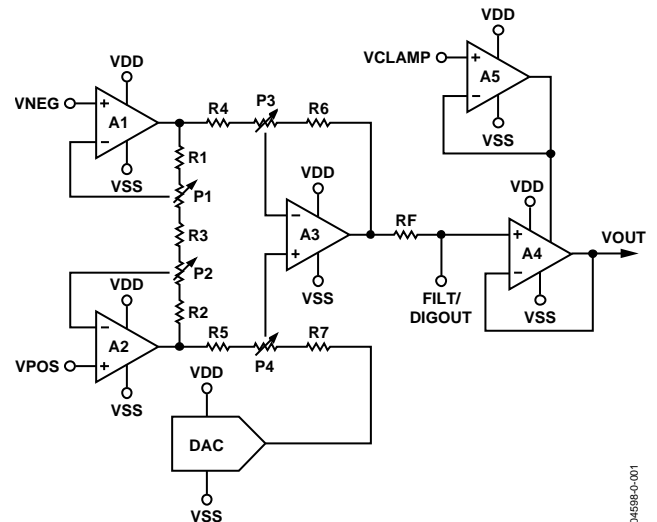 VDD
VCLAMP
A5
VDD
P3
VNEG
A1
R4
R6
VSS
R1
VSS
VDD
VDD
P1
A3
RF
A4
VOUT
R3
P2
VDD
VSS
FILT/
DIGOUT
VSS
R2
A2
R5
R7
VPOS
P4
VDD
VSS
DAC
VSS
04598-0-001